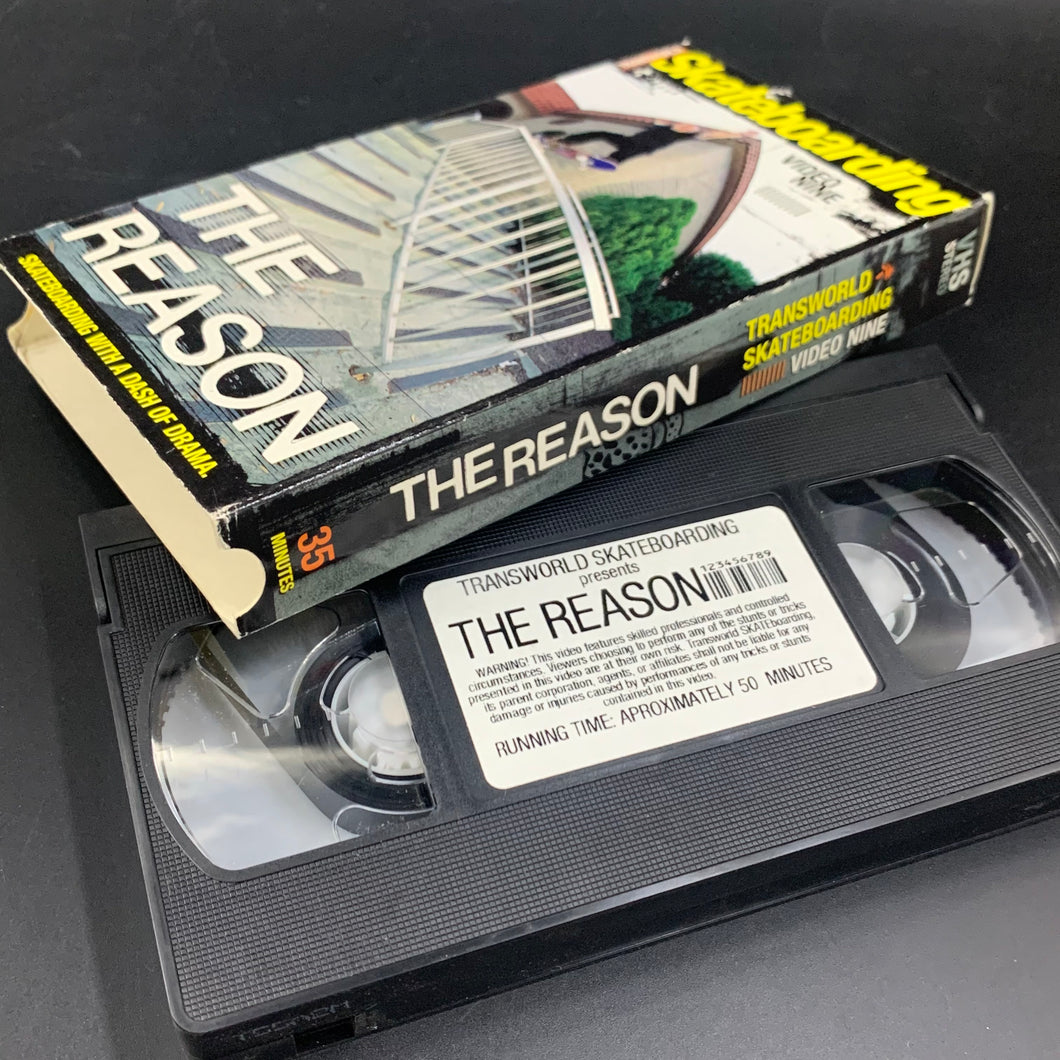 Skateboarding
VIDEO
NINE
THE
REASON
SKATEBOARDING WITH A DASH OF DRAMA.
VHS
STEREO
TRANSWORLD
SKATEBOARDING
VIDEO NINE
THE REASON
35
MINUTES
TRANSWORLD SKATEBOARDING
presents
THE REASON
123456789
WARNING! This video features skilled professionals and controlled
circumstances. Viewers choosing to perform any of the stunts or tricks
presented in this video are at their own risk. Transworld SKATEboarding,
its parent corporation, agents, or affiliates shall not be liable for any
damage or injuries caused by performances of any tricks or stunts
contained in this video.
RUNNING TIME: APROXIMATELY 50 MINUTES